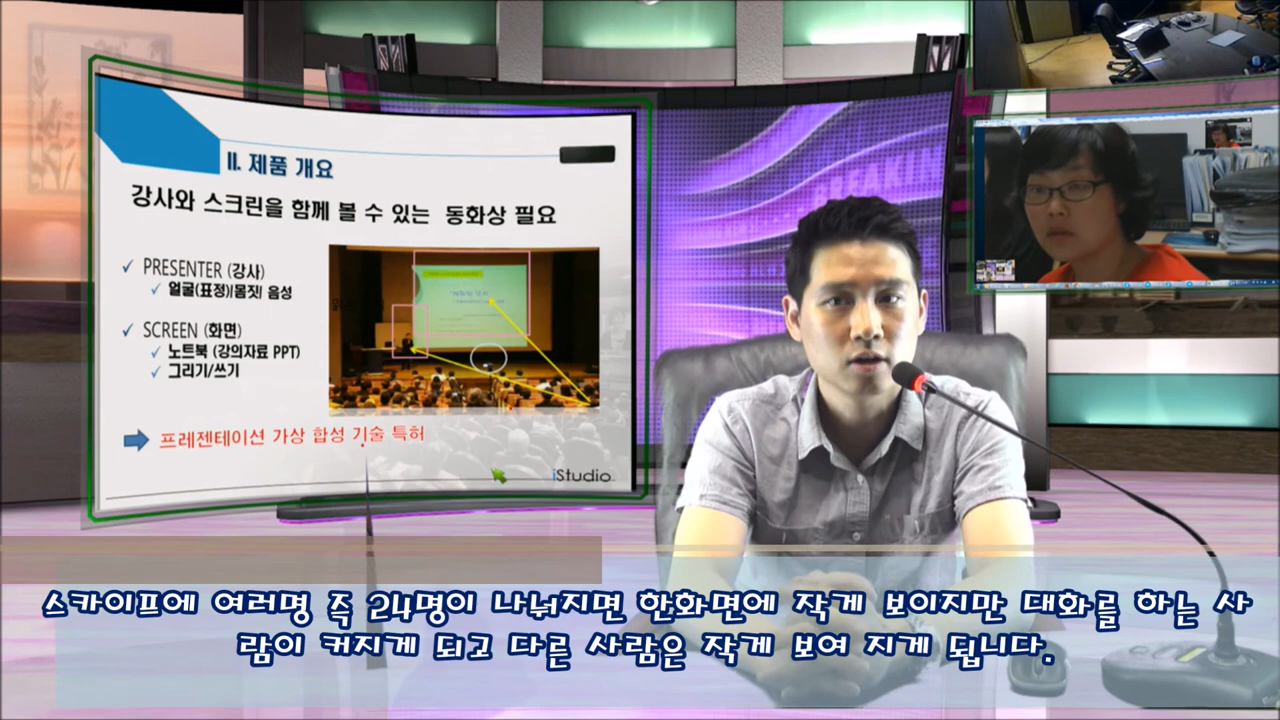 II. 제품 개요
강사와 스크린을 함께 볼 수 있는 동화상 필요
✓ PRESENTER (강사)
✓ 얼굴(표정)/몸짓/ 음성
✓ SCREEN (화면)
✓ 노트북 (강의자료 PPT)
✓ 그리기/쓰기
프레젠테이션 가상 합성 기술 특허
iStudio
BREAKIN
스카이프에 여러명 즉 24명이 나눠지면 한화면에 작게 보이지만 대화를 하는 사
람이 커지게 되고 다른 사람은 작게 보여 지게 됩니다.